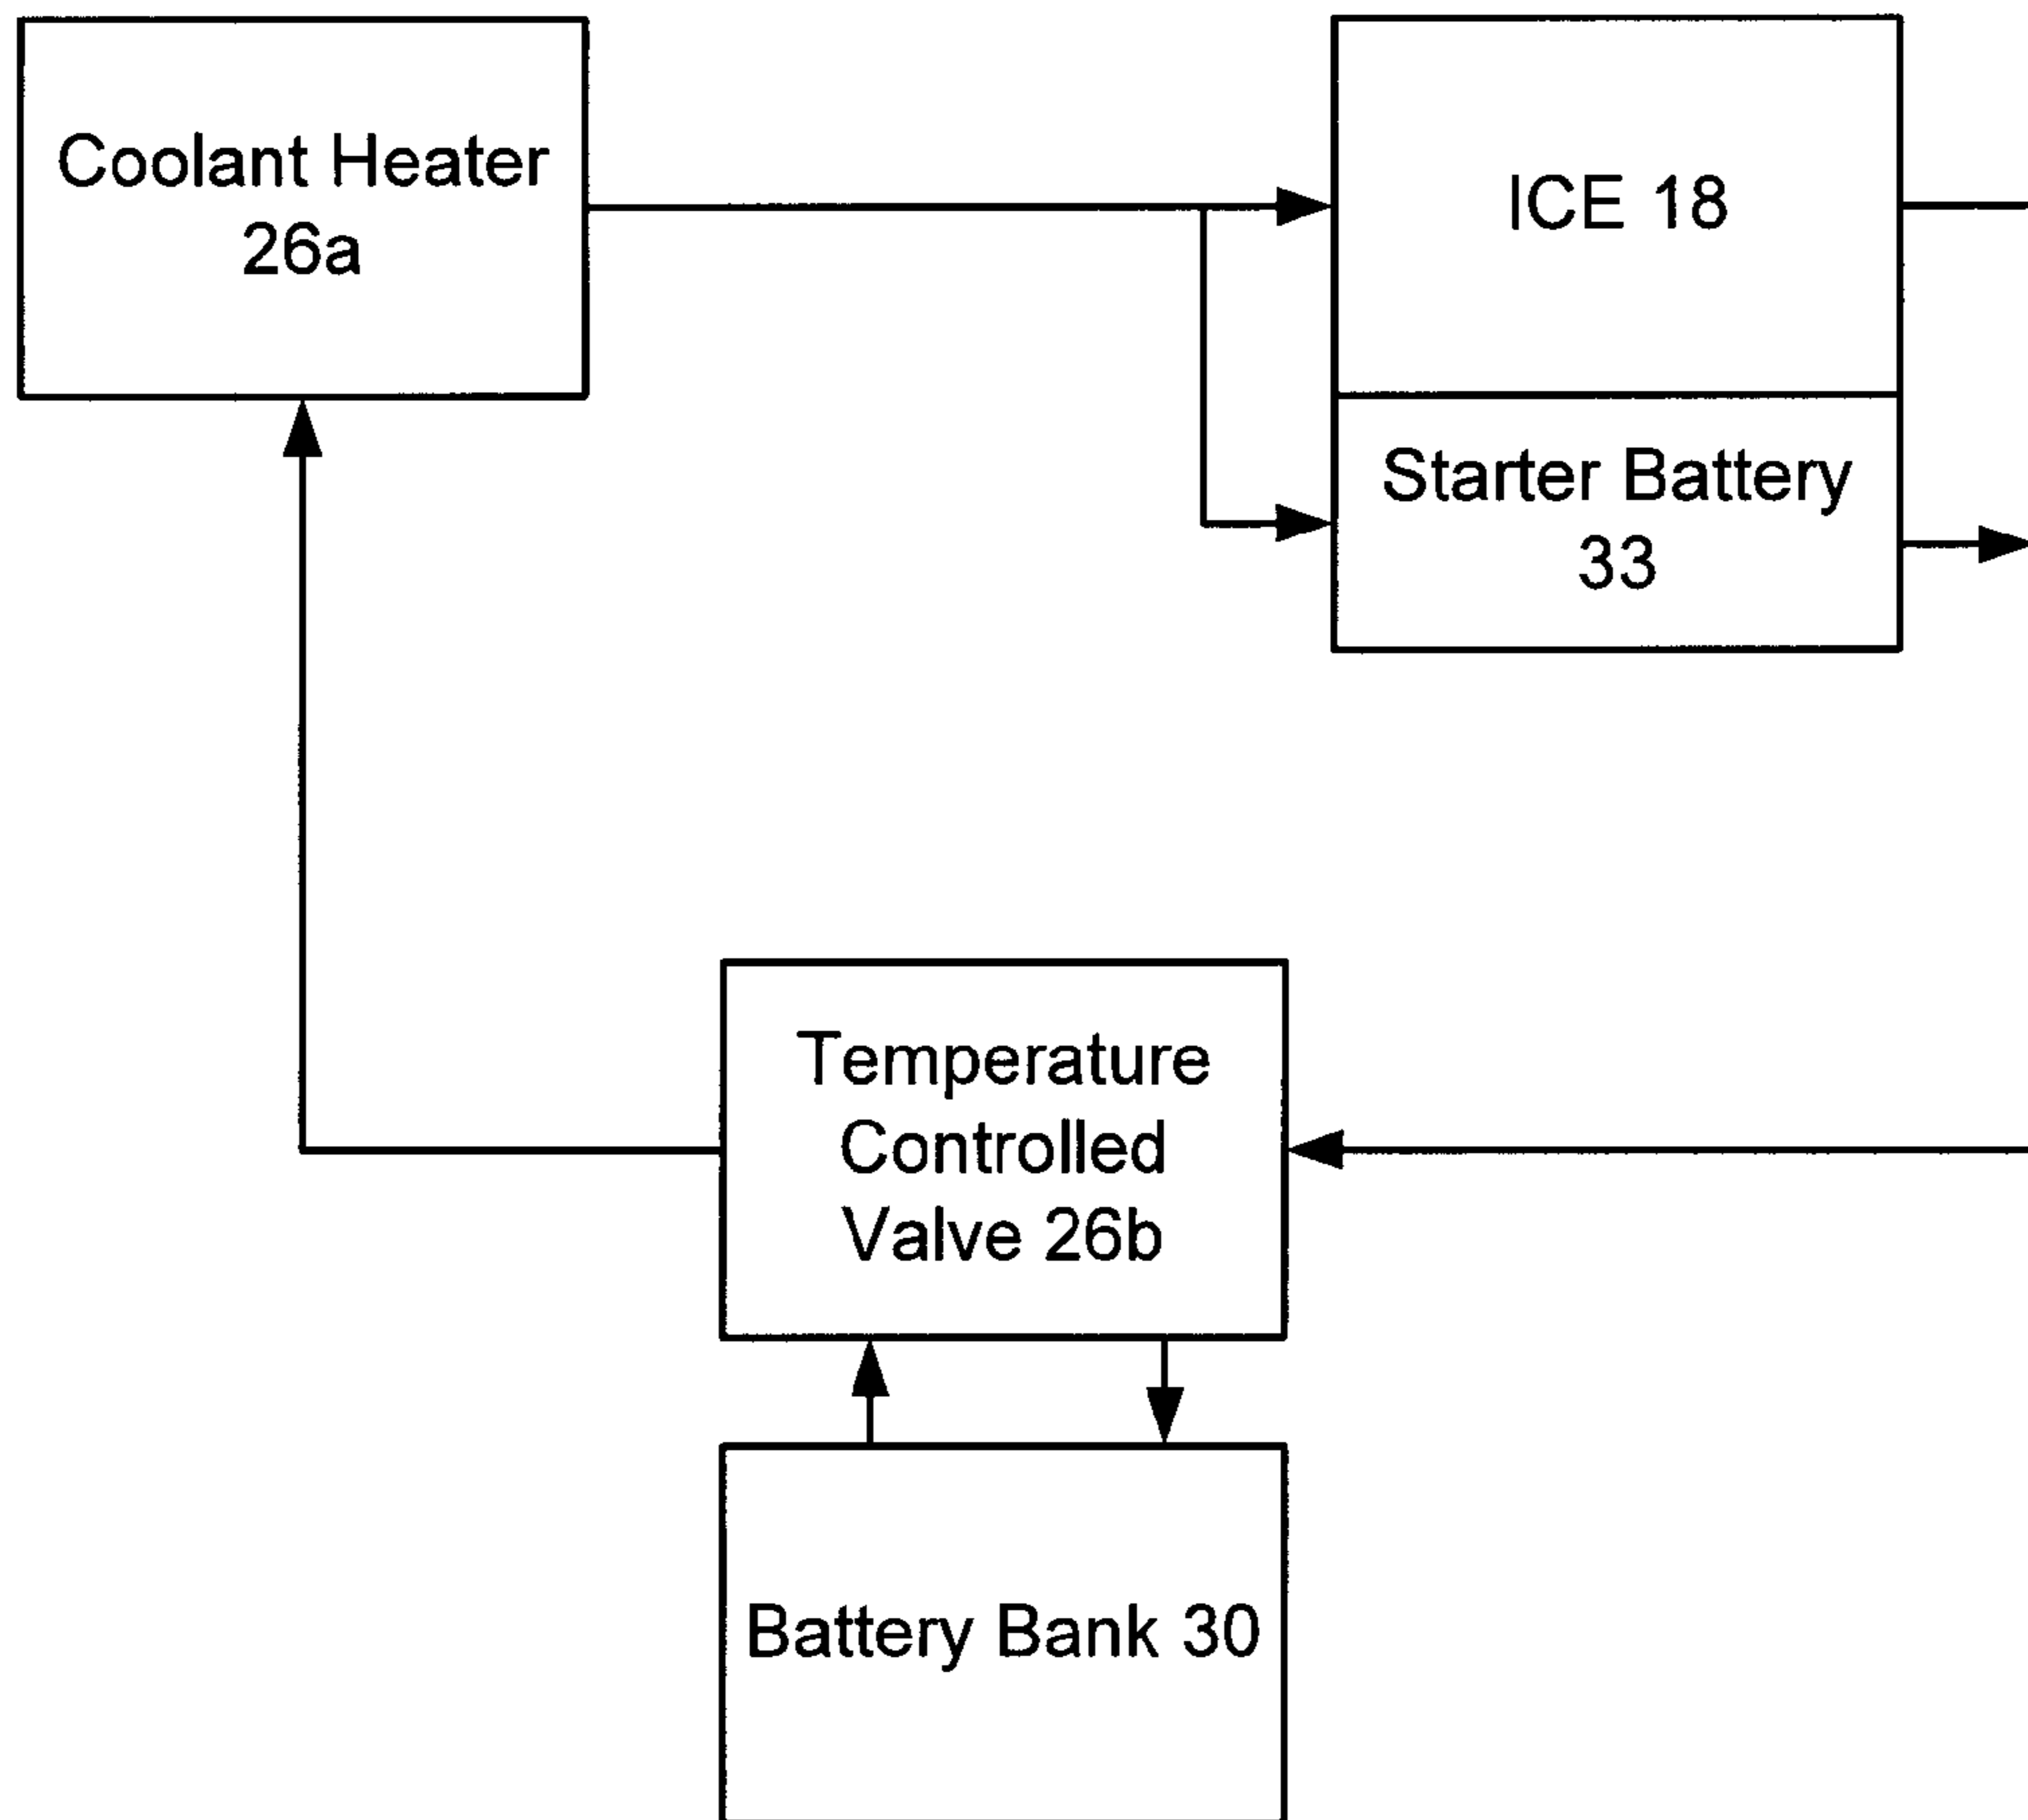 Coolant Heater
26a
ICE 18
Starter Battery
33
Temperature
Controlled
Valve 26b
Battery Bank 30